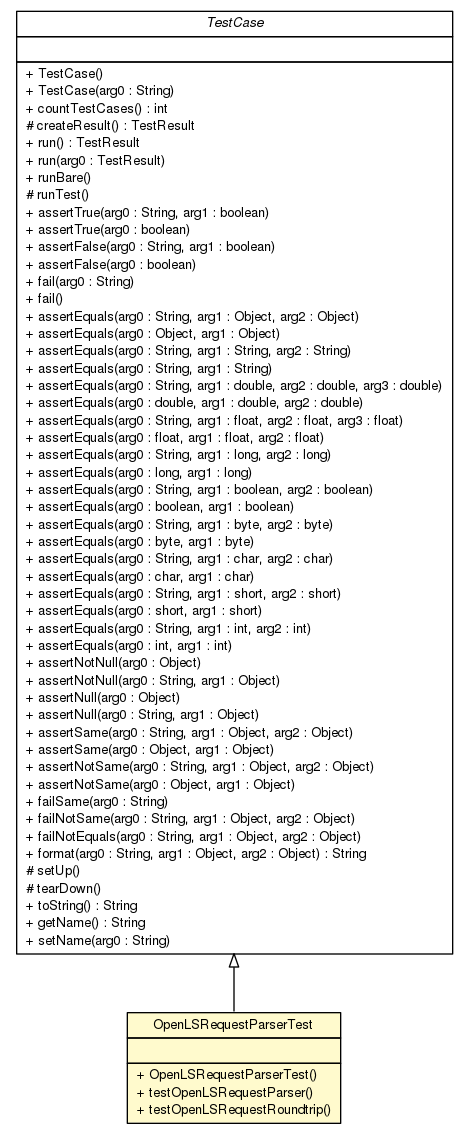 TestCase
+ TestCase()
+ TestCase(arg0 : String)
+ countTestCases() : int
# createResult() : TestResult
+ run() : TestResult
+ run(arg0 : TestResult)
+ runBare()
# runTest()
+ assertTrue(arg0 : String, arg1 : boolean)
+ assertTrue(arg0 : boolean)
+ assertFalse(arg0 : String, arg1 : boolean)
+ assertFalse(arg0 : boolean)
+ fail(arg0 : String)
+ fail()
+ assertEquals(arg0 : String, arg1 : Object, arg2 : Object)
+ assertEquals(arg0 : Object, arg1 : Object)
+ assertEquals(arg0 : String, arg1 : String, arg2 : String)
+ assertEquals(arg0 : String, arg1 : String)
+ assertEquals(arg0 : String, arg1 : double, arg2 : double, arg3 : double)
+ assertEquals(arg0 : double, arg1 : double, arg2 : double)
+ assertEquals(arg0 : String, arg1 : float, arg2 : float, arg3 : float)
+ assertEquals(arg0 : float, arg1 : float, arg2 : float)
+ assertEquals(arg0 : String, arg1 : long, arg2 : long)
+ assertEquals(arg0 : long, arg1 : long)
+ assertEquals(arg0 : String, arg1 : boolean, arg2 : boolean)
+ assertEquals(arg0 : boolean, arg1 : boolean)
+ assertEquals(arg0 : String, arg1 : byte, arg2 : byte)
+ assertEquals(arg0 : byte, arg1 : byte)
+ assertEquals(arg0 : String, arg1 : char, arg2 : char)
+ assertEquals(arg0 : char, arg1 : char)
+ assertEquals(arg0 : String, arg1 : short, arg2 : short)
+ assertEquals(arg0 : short, arg1 : short)
+ assertEquals(arg0 : String, arg1 : int, arg2 : int)
+ assertEquals(arg0 : int, arg1 : int)
+ assertNotNull(arg0 : Object)
+ assertNotNull(arg0 : String, arg1 : Object)
+ assertNull(arg0 : Object)
+ assertNull(arg0 : String, arg1 : Object)
+ assertSame(arg0 : String, arg1 : Object, arg2 : Object)
+ assertSame(arg0 : Object, arg1 : Object)
+ assertNotSame(arg0 : String, arg1 : Object, arg2 : Object)
+ assertNotSame(arg0 : Object, arg1 : Object)
+ failSame(arg0 : String)
+ failNotSame(arg0 : String, arg1 : Object, arg2 : Object)
+ failNotEquals(arg0 : String, arg1 : Object, arg2 : Object)
+ format(arg0 : String, arg1 : Object, arg2 : Object) : String
# setUp()
# tearDown()
+ toString() : String
+ getName() : String
+ setName(arg0 : String)
OpenLSRequestParserTest
+ OpenLSRequestParserTest()
+ testOpenLSRequestParser()
+ testOpenLSRequestRoundtrip()